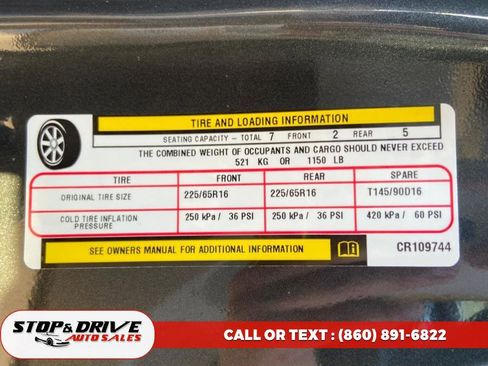 TIRE AND LOADING INFORMATION
SEATING CAPACITY - TOTAL 7 FRONT 2 REAR 5
THE COMBINED WEIGHT OF OCCUPANTS AND CARGO SHOULD NEVER EXCEED
521 KG OR 1150 LB
TIRE FRONT REAR SPARE
ORIGINAL TIRE SIZE 225/65R16 225/65R16 T145/90D16
COLD TIRE INFLATION PRESSURE 250 kPa / 36 PSI 250 kPa / 36 PSI 420 kPa / 60 PSI
SEE OWNERS MANUAL FOR ADDITIONAL INFORMATION CR109744
STOP & DRIVE
AUTO SALES
CALL OR TEXT : (860) 891-6822